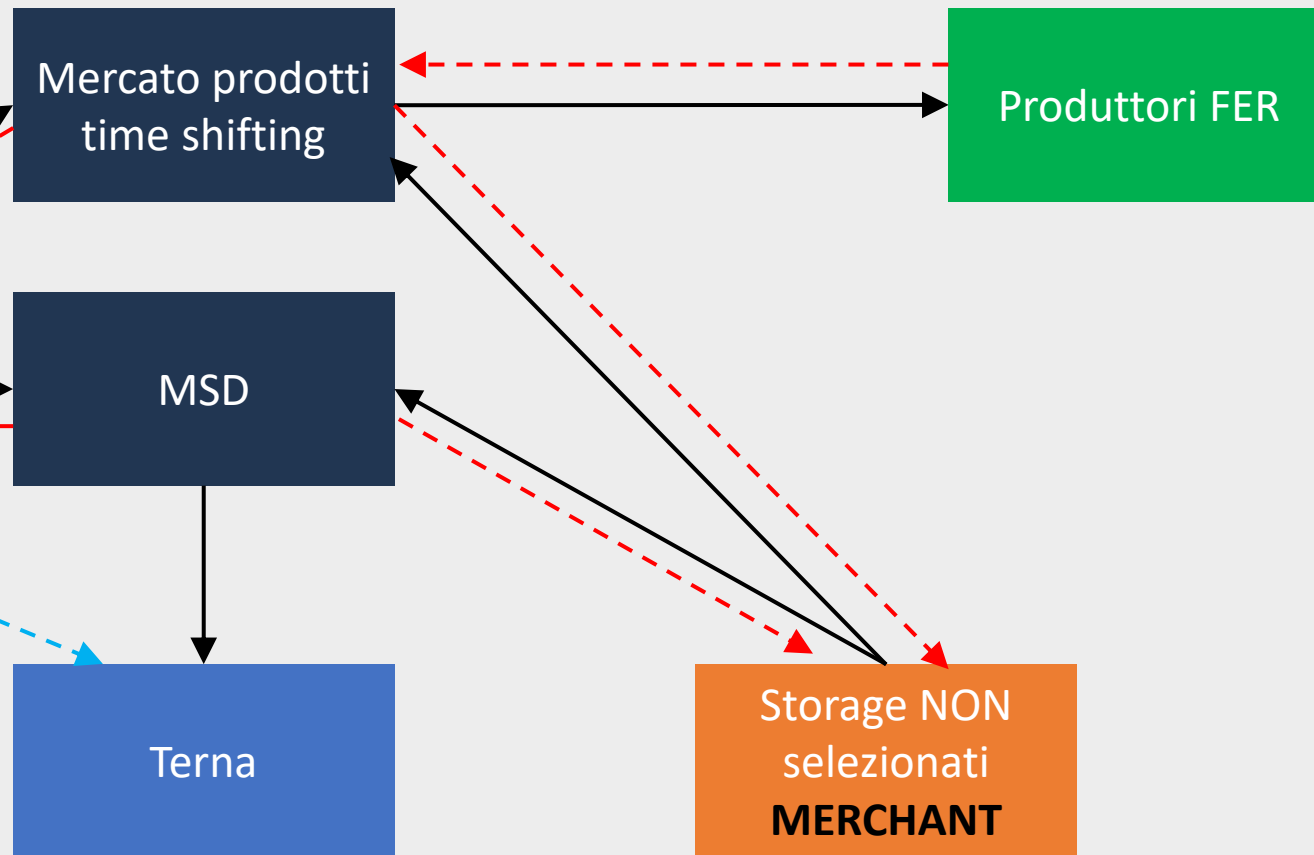 Mercato prodotti
time shifting
Produttori FER
MSD
Terna
Storage NON
selezionati
MERCHANT